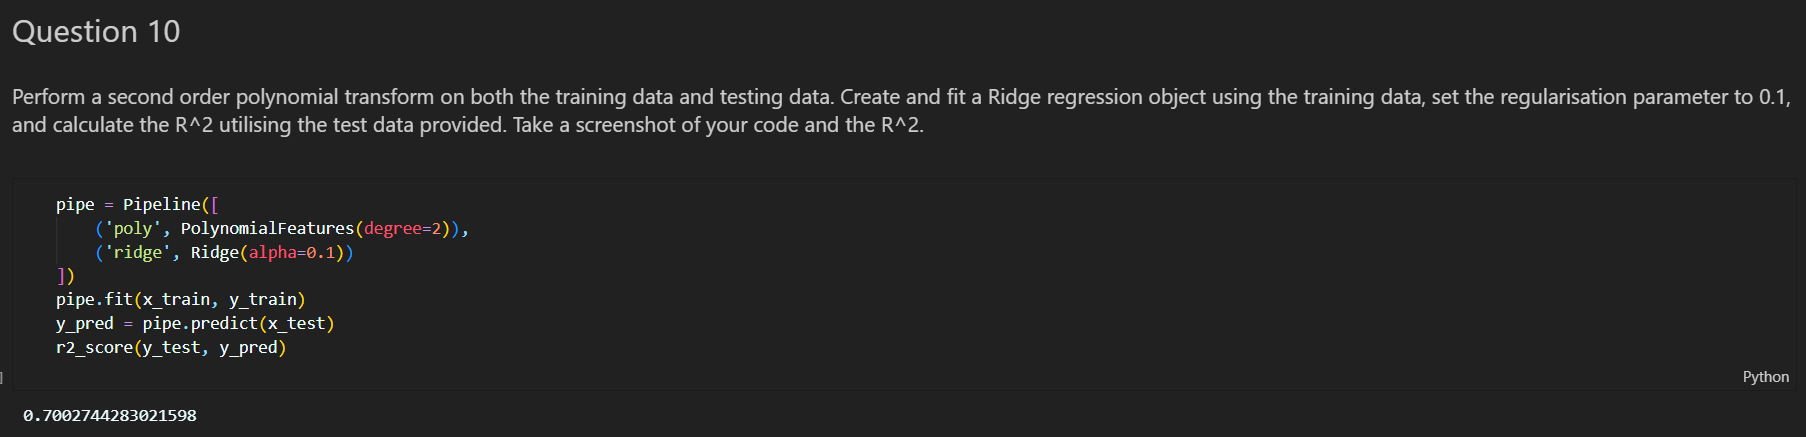 Question 10
Perform a second order polynomial transform on both the training data and testing data. Create and fit a Ridge regression object using the training data, set the regularisation parameter to 0.1,
and calculate the R^2 utilising the test data provided. Take a screenshot of your code and the R^2.
pipe = Pipeline([
    ('poly', PolynomialFeatures(degree=2)),
    ('ridge', Ridge(alpha=0.1))
])
pipe.fit(x_train, y_train)
y_pred = pipe.predict(x_test)
r2_score(y_test, y_pred)
]
Python
0.7002744283021598